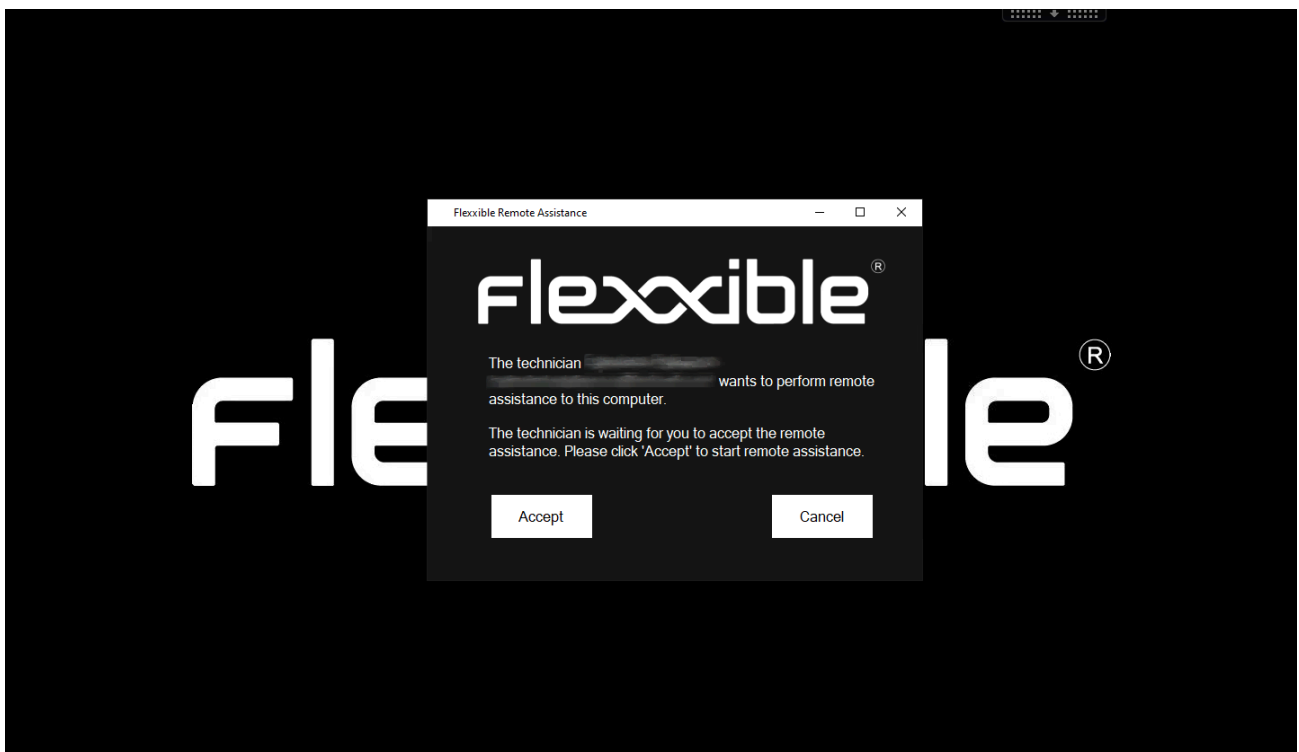 Flexxible Remote Assistance
flexxible®
The technician
wants to perform remote
assistance to this computer.
The technician is waiting for you to accept the remote
assistance. Please click 'Accept' to start remote assistance.
Fle le®
Accept Cancel